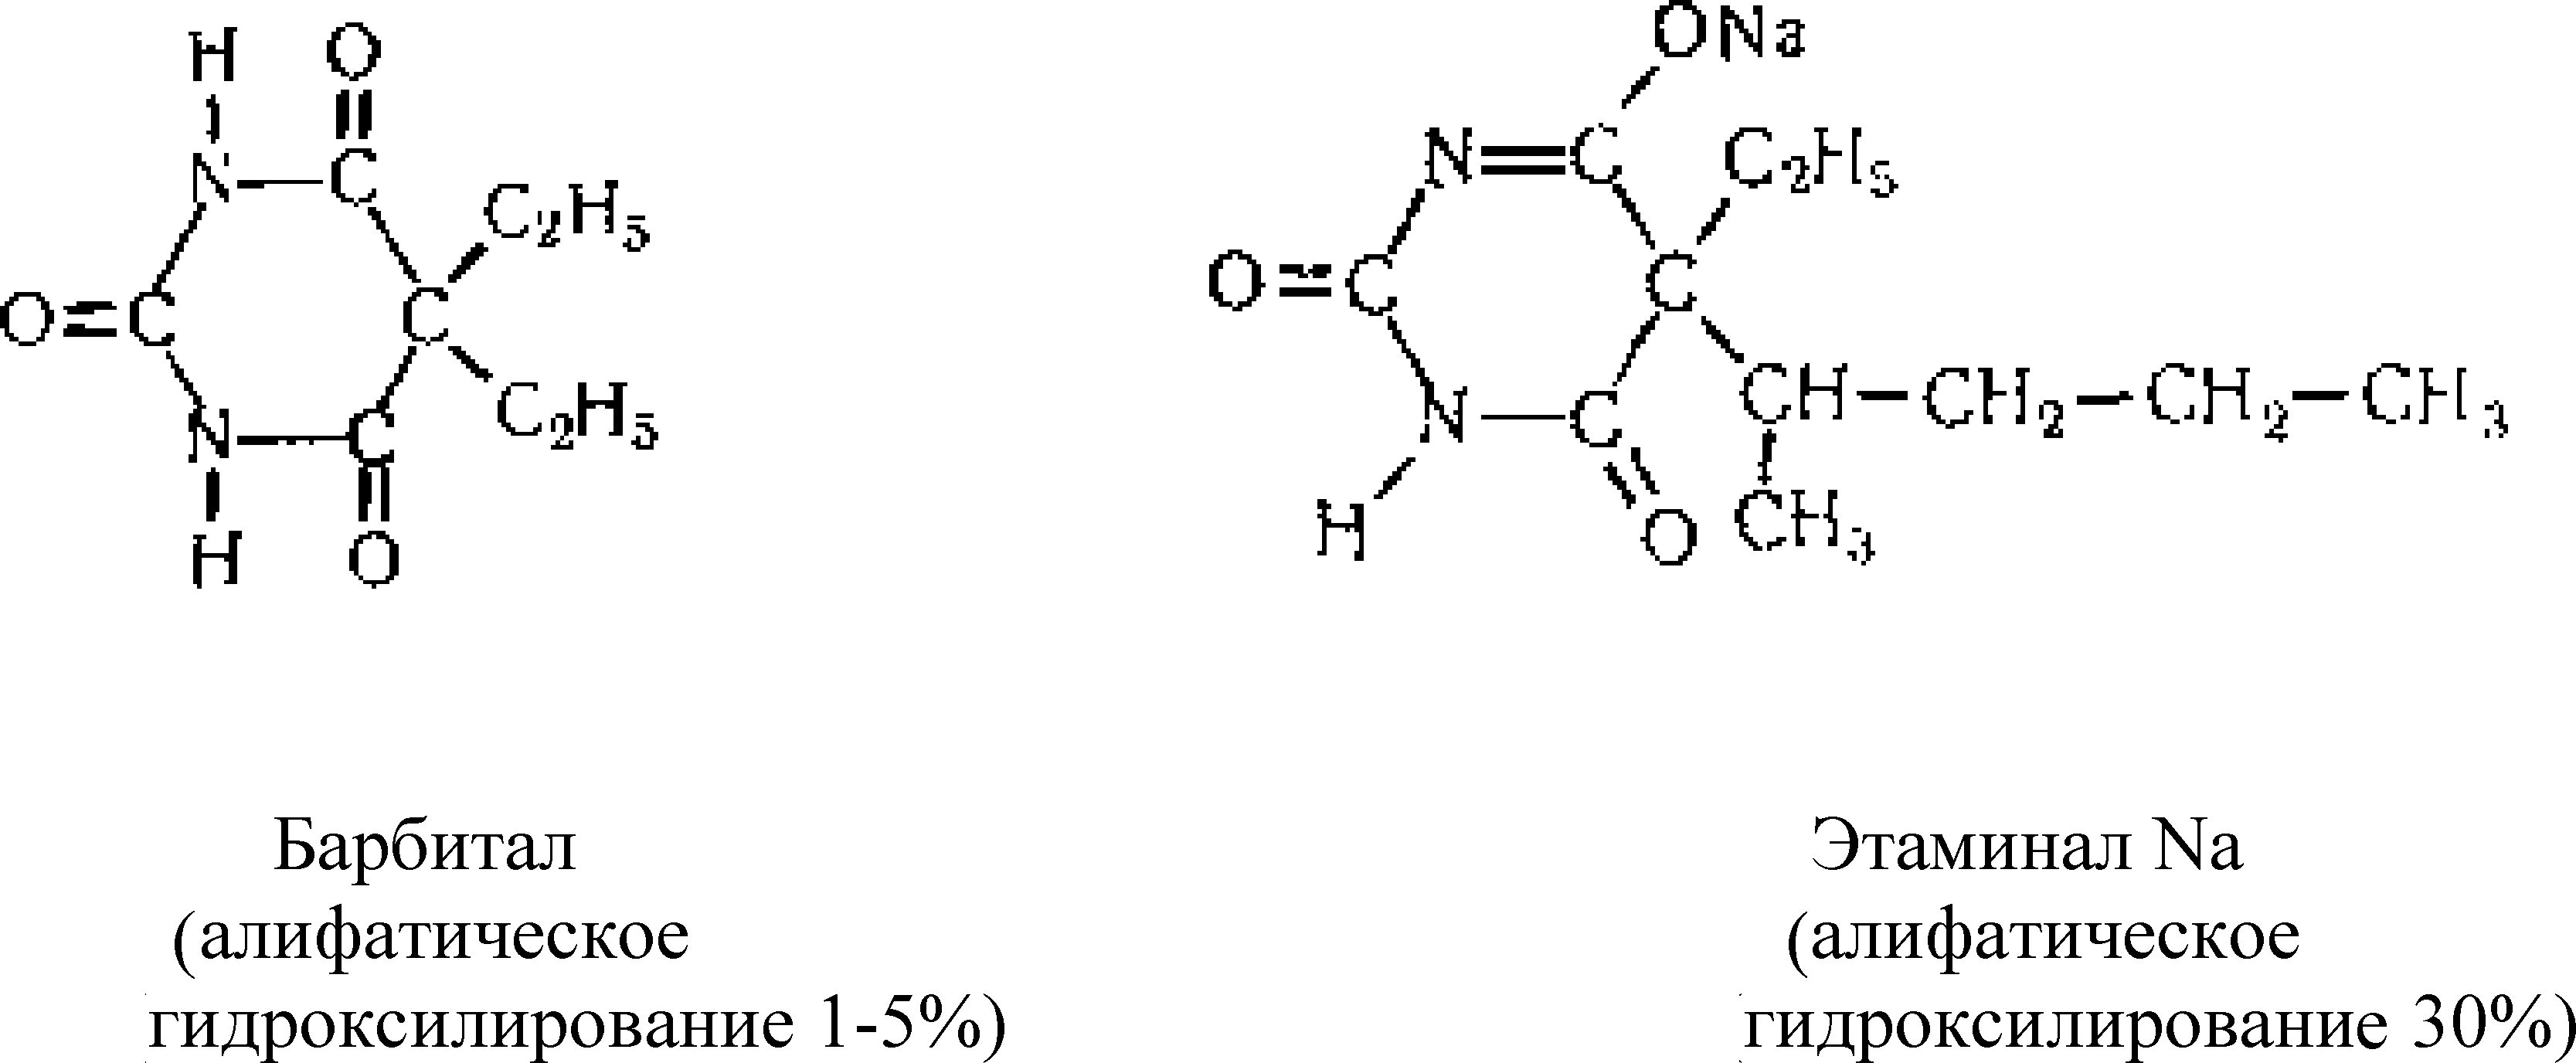 H O
N C C₂H₅
O=C C
N C C₂H₅
H O
ONa
N=C C₂H₅
O=C C
N C CH–CH₂–CH₂–CH₃
H O CH₃
Барбитал
(алифатическое
гидроксилирование 1-5%)
Этаминал Na
(алифатическое
гидроксилирование 30%)